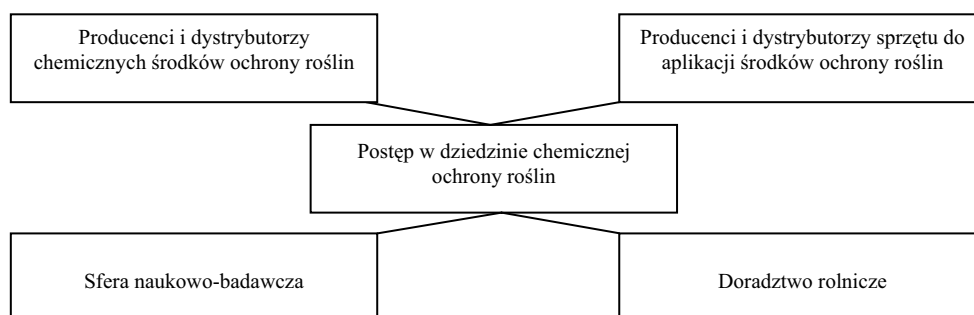 Producenci i dystrybutorzy
chemicznych środków ochrony roślin
Producenci i dystrybutorzy sprzętu do
aplikacji środków ochrony roślin
Postęp w dziedzinie chemicznej
ochrony roślin
Sfera naukowo-badawcza
Doradztwo rolnicze